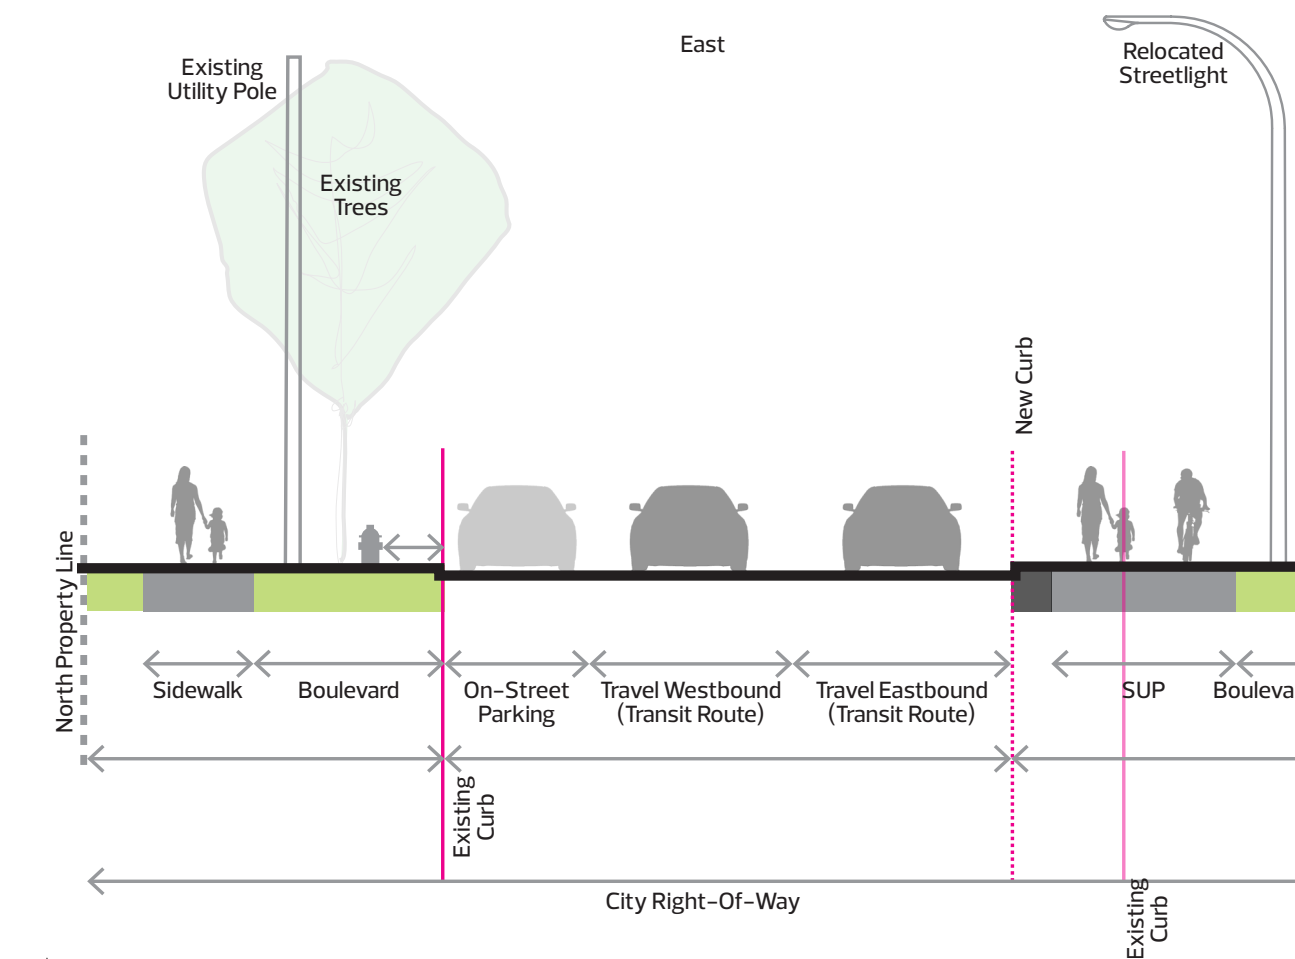 East
Existing
Utility Pole
Relocated
Streetlight
Existing
Trees
New Curb
North Property Line
Sidewalk
Boulevard
On-Street
Parking
Travel Westbound
(Transit Route)
Travel Eastbound
(Transit Route)
SUP
Bouleva
Existing
Curb
City Right-Of-Way
Existing
Curb